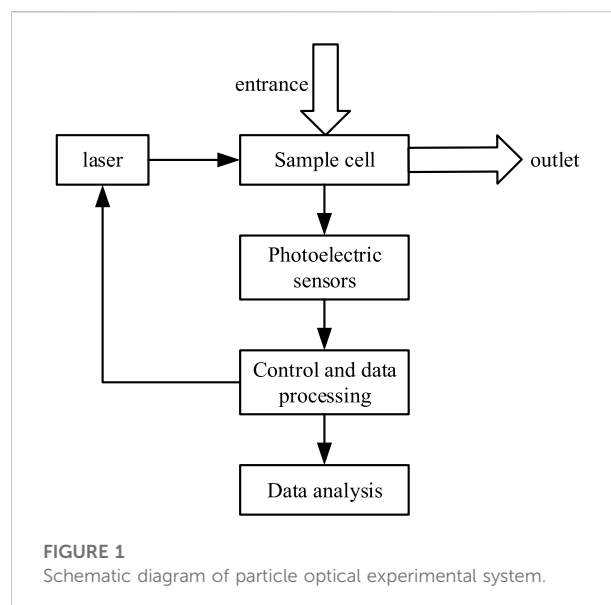 entrance
laser
Sample cell
outlet
Photoelectric
sensors
Control and data
processing
Data analysis
FIGURE 1
Schematic diagram of particle optical experimental system.